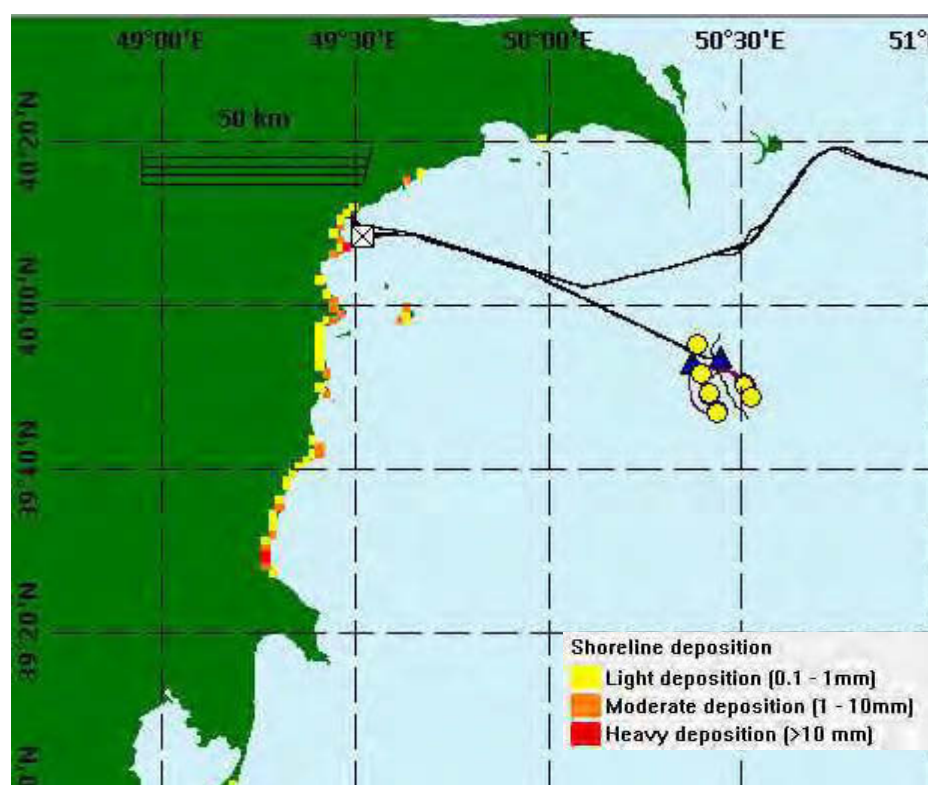 49°00'E 49°30'E 50°00'E 50°30'E 51°
50 km
40°20'N
40°00'N
39°40'N
39°20'N
0'N
Shoreline deposition
Light deposition (0.1 - 1mm)
Moderate deposition (1 - 10mm)
Heavy deposition (>10 mm)